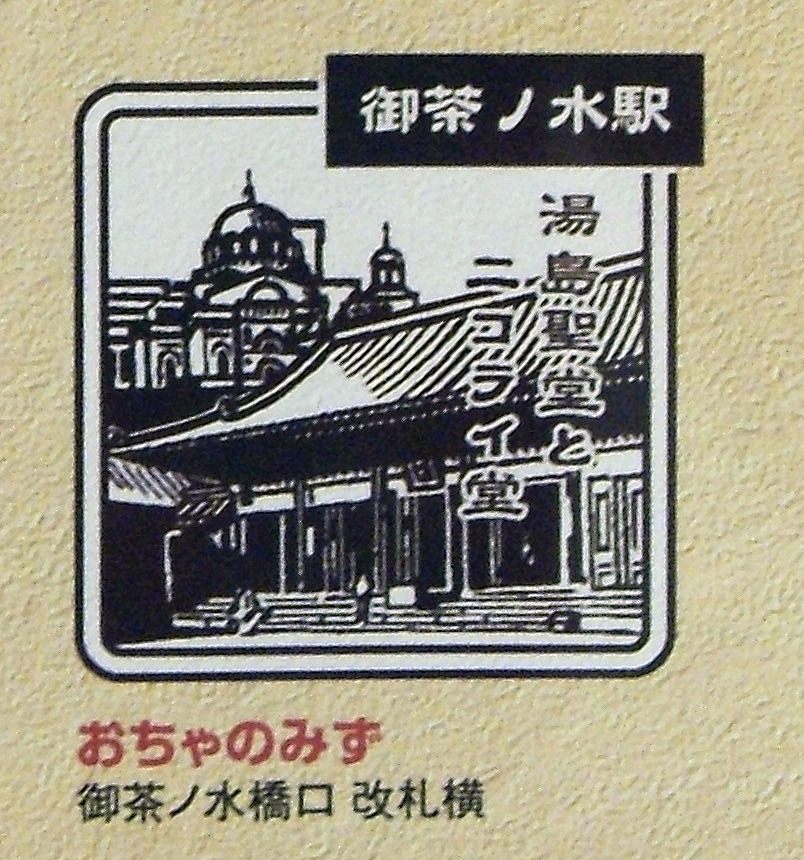 御茶ノ水駅
湯島聖堂と
ニコライ堂
おちゃのみず
御茶ノ水橋口 改札横